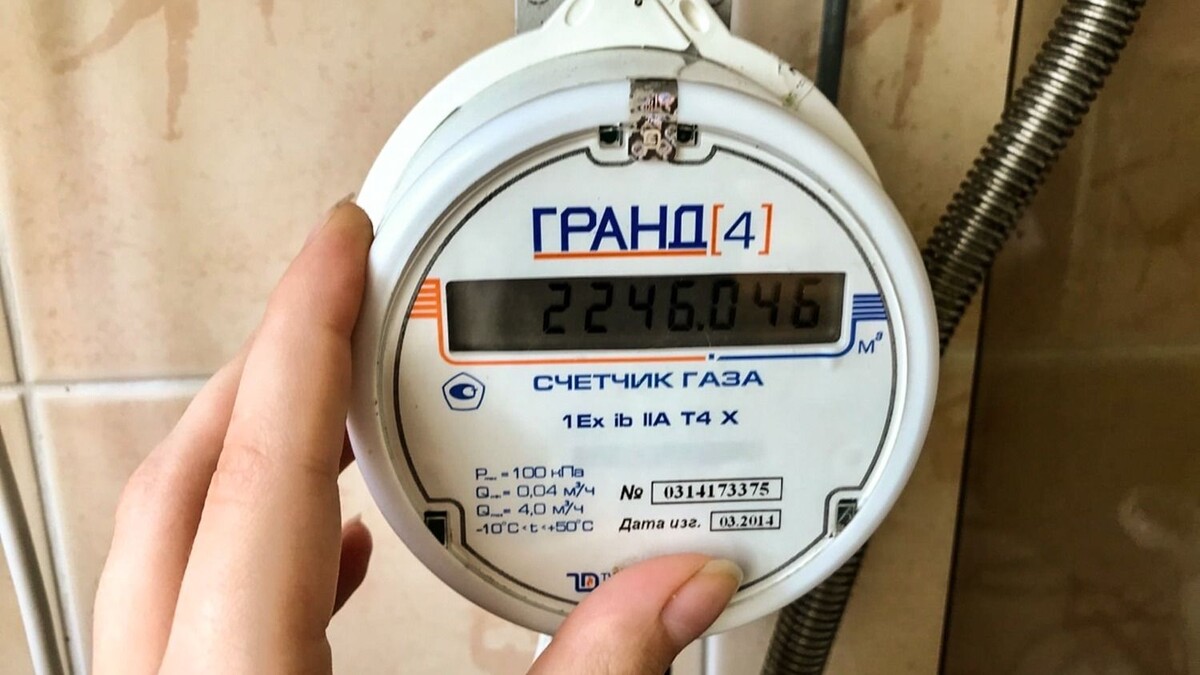 ГРАНД[4]
2246.046
м³
СЧЕТЧИК ГАЗА
1Ex ib IIA T4 X
= 100 кПа
= 0,04 м³/ч
= 4,0 м³/ч
-10°C<t<+50°C
№ 0314173375
Дата изг. 03.2014